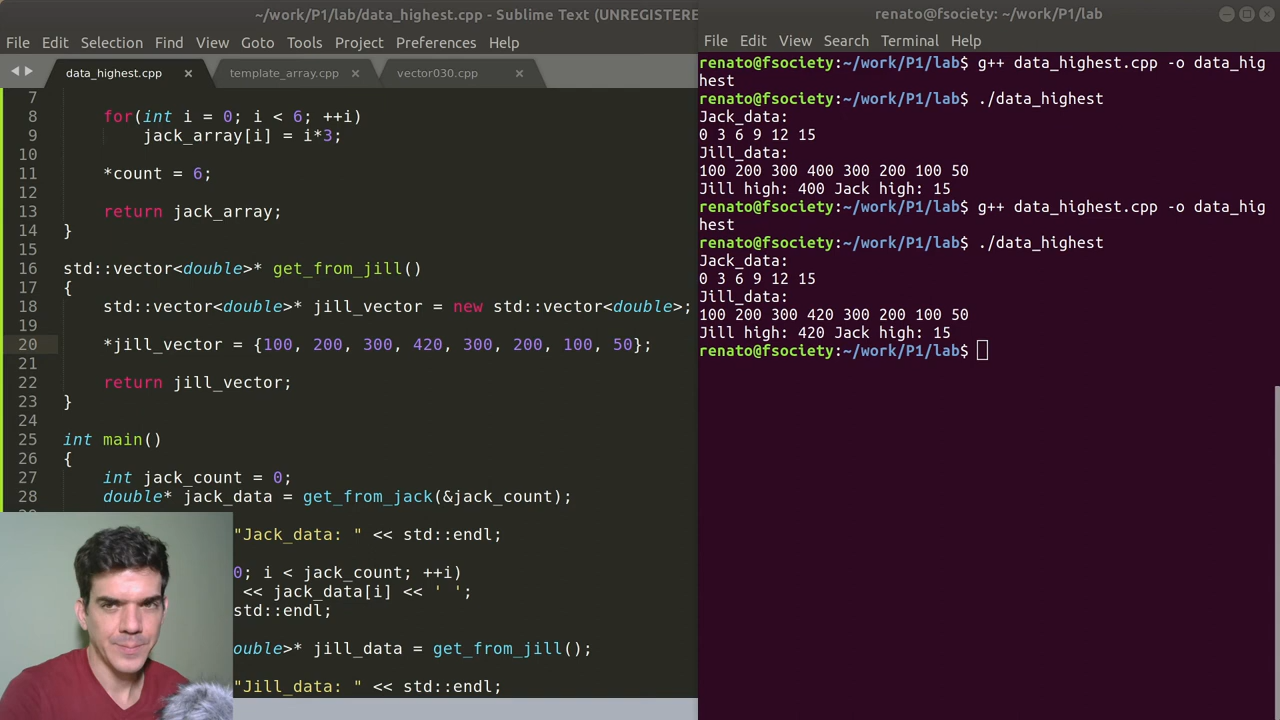 ~/work/P1/lab/data_highest.cpp - Sublime Text (UNREGISTERE
File Edit Selection Find View Goto Tools Project Preferences Help
data_highest.cpp × template_array.cpp × vector030.cpp ×
7
8 for(int i = 0; i < 6; ++i)
9 jack_array[i] = i*3;
10
11 *count = 6;
12
13 return jack_array;
14 }
15
16 std::vector<double>* get_from_jill()
17 {
18 std::vector<double>* jill_vector = new std::vector<double>;
19
20 *jill_vector = {100, 200, 300, 420, 300, 200, 100, 50};
21
22 return jill_vector;
23 }
24
25 int main()
26 {
27 int jack_count = 0;
28 double* jack_data = get_from_jack(&jack_count);
"Jack_data: " << std::endl;
0; i < jack_count; ++i)
<< jack_data[i] << ' ';
std::endl;
ouble>* jill_data = get_from_jill();
"Jill_data: " << std::endl;
renato@fsociety: ~/work/P1/lab
File Edit View Search Terminal Help
renato@fsociety:~/work/P1/lab$ g++ data_highest.cpp -o data_hig
hest
renato@fsociety:~/work/P1/lab$ ./data_highest
Jack_data:
0 3 6 9 12 15
Jill_data:
100 200 300 400 300 200 100 50
Jill high: 400 Jack high: 15
renato@fsociety:~/work/P1/lab$ g++ data_highest.cpp -o data_hig
hest
renato@fsociety:~/work/P1/lab$ ./data_highest
Jack_data:
0 3 6 9 12 15
Jill_data:
100 200 300 420 300 200 100 50
Jill high: 420 Jack high: 15
renato@fsociety:~/work/P1/lab$